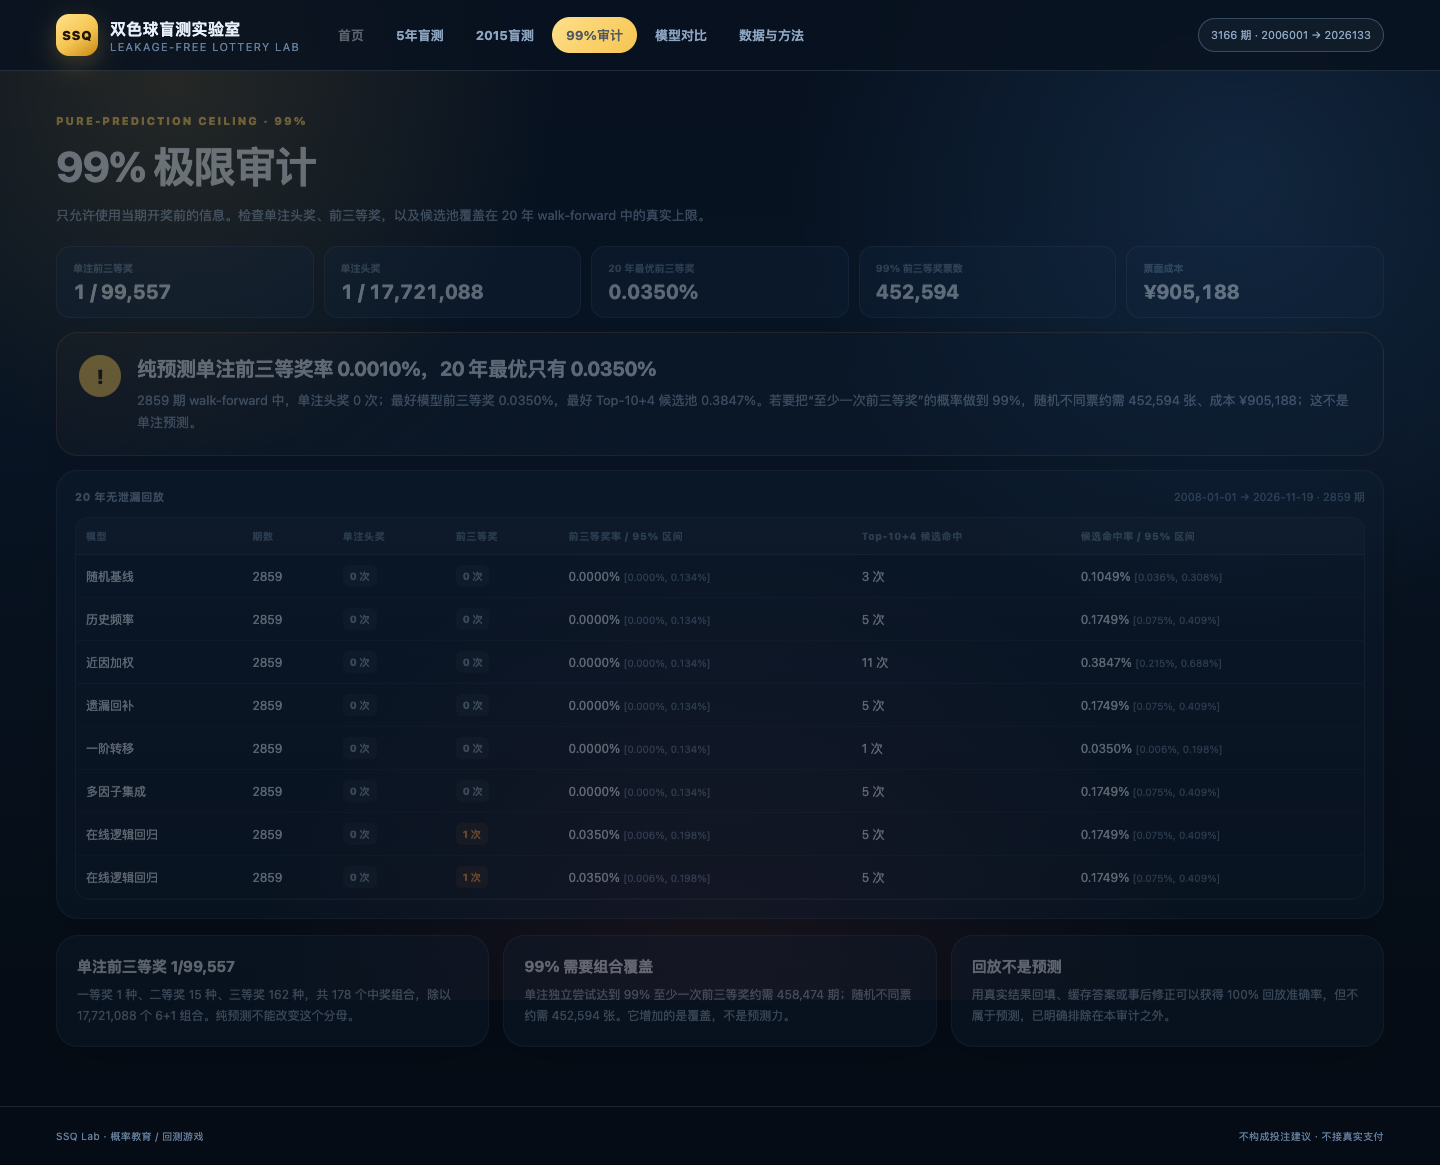 SSQ
双色球盲测实验室
LEAKAGE-FREE LOTTERY LAB
首页
5年盲测
2015盲测
99%审计
模型对比
数据与方法
3166 期 · 2006001 → 2026133
PURE-PREDICTION CEILING · 99%
99% 极限审计
只允许使用当期开奖前的信息。检查单注头奖、前三等奖，以及候选池覆盖在 20 年 walk-forward 中的真实上限。
单注前三等奖
1 / 99,557
单注头奖
1 / 17,721,088
20 年最优前三等奖
0.0350%
99% 前三等奖票数
452,594
票面成本
¥905,188
!
纯预测单注前三等奖率 0.0010%，20 年最优只有 0.0350%
2859 期 walk-forward 中，单注头奖 0 次；最好模型前三等奖 0.0350%，最好 Top-10+4 候选池 0.3847%。若要把“至少一次前三等奖”的概率做到 99%，随机不同票约需 452,594 张、成本 ¥905,188；这不是
单注预测。
20 年无泄漏回放
2008-01-01 → 2026-11-19 · 2859 期
模型 期数 单注头奖 前三等奖 前三等奖率 / 95% 区间 Top-10+4 候选命中 候选命中率 / 95% 区间
随机基线 2859 0 次 0 次 0.0000% [0.000%, 0.134%] 3 次 0.1049% [0.036%, 0.308%]
历史频率 2859 0 次 0 次 0.0000% [0.000%, 0.134%] 5 次 0.1749% [0.075%, 0.409%]
近因加权 2859 0 次 0 次 0.0000% [0.000%, 0.134%] 11 次 0.3847% [0.215%, 0.688%]
遗漏回补 2859 0 次 0 次 0.0000% [0.000%, 0.134%] 5 次 0.1749% [0.075%, 0.409%]
一阶转移 2859 0 次 0 次 0.0000% [0.000%, 0.134%] 1 次 0.0350% [0.006%, 0.198%]
多因子集成 2859 0 次 0 次 0.0000% [0.000%, 0.134%] 5 次 0.1749% [0.075%, 0.409%]
在线逻辑回归 2859 0 次 1 次 0.0350% [0.006%, 0.198%] 5 次 0.1749% [0.075%, 0.409%]
在线逻辑回归 2859 0 次 1 次 0.0350% [0.006%, 0.198%] 5 次 0.1749% [0.075%, 0.409%]
单注前三等奖 1/99,557
一等奖 1 种、二等奖 15 种、三等奖 162 种，共 178 个中奖组合，除以
17,721,088 个 6+1 组合。纯预测不能改变这个分母。
99% 需要组合覆盖
单注独立尝试达到 99% 至少一次前三等奖约需 458,474 期；随机不同票
约需 452,594 张。它增加的是覆盖，不是预测力。
回放不是预测
用真实结果回填、缓存答案或事后修正可以获得 100% 回放准确率，但不
属于预测，已明确排除在本审计之外。
SSQ Lab · 概率教育 / 回测游戏
不构成投注建议 · 不接真实支付